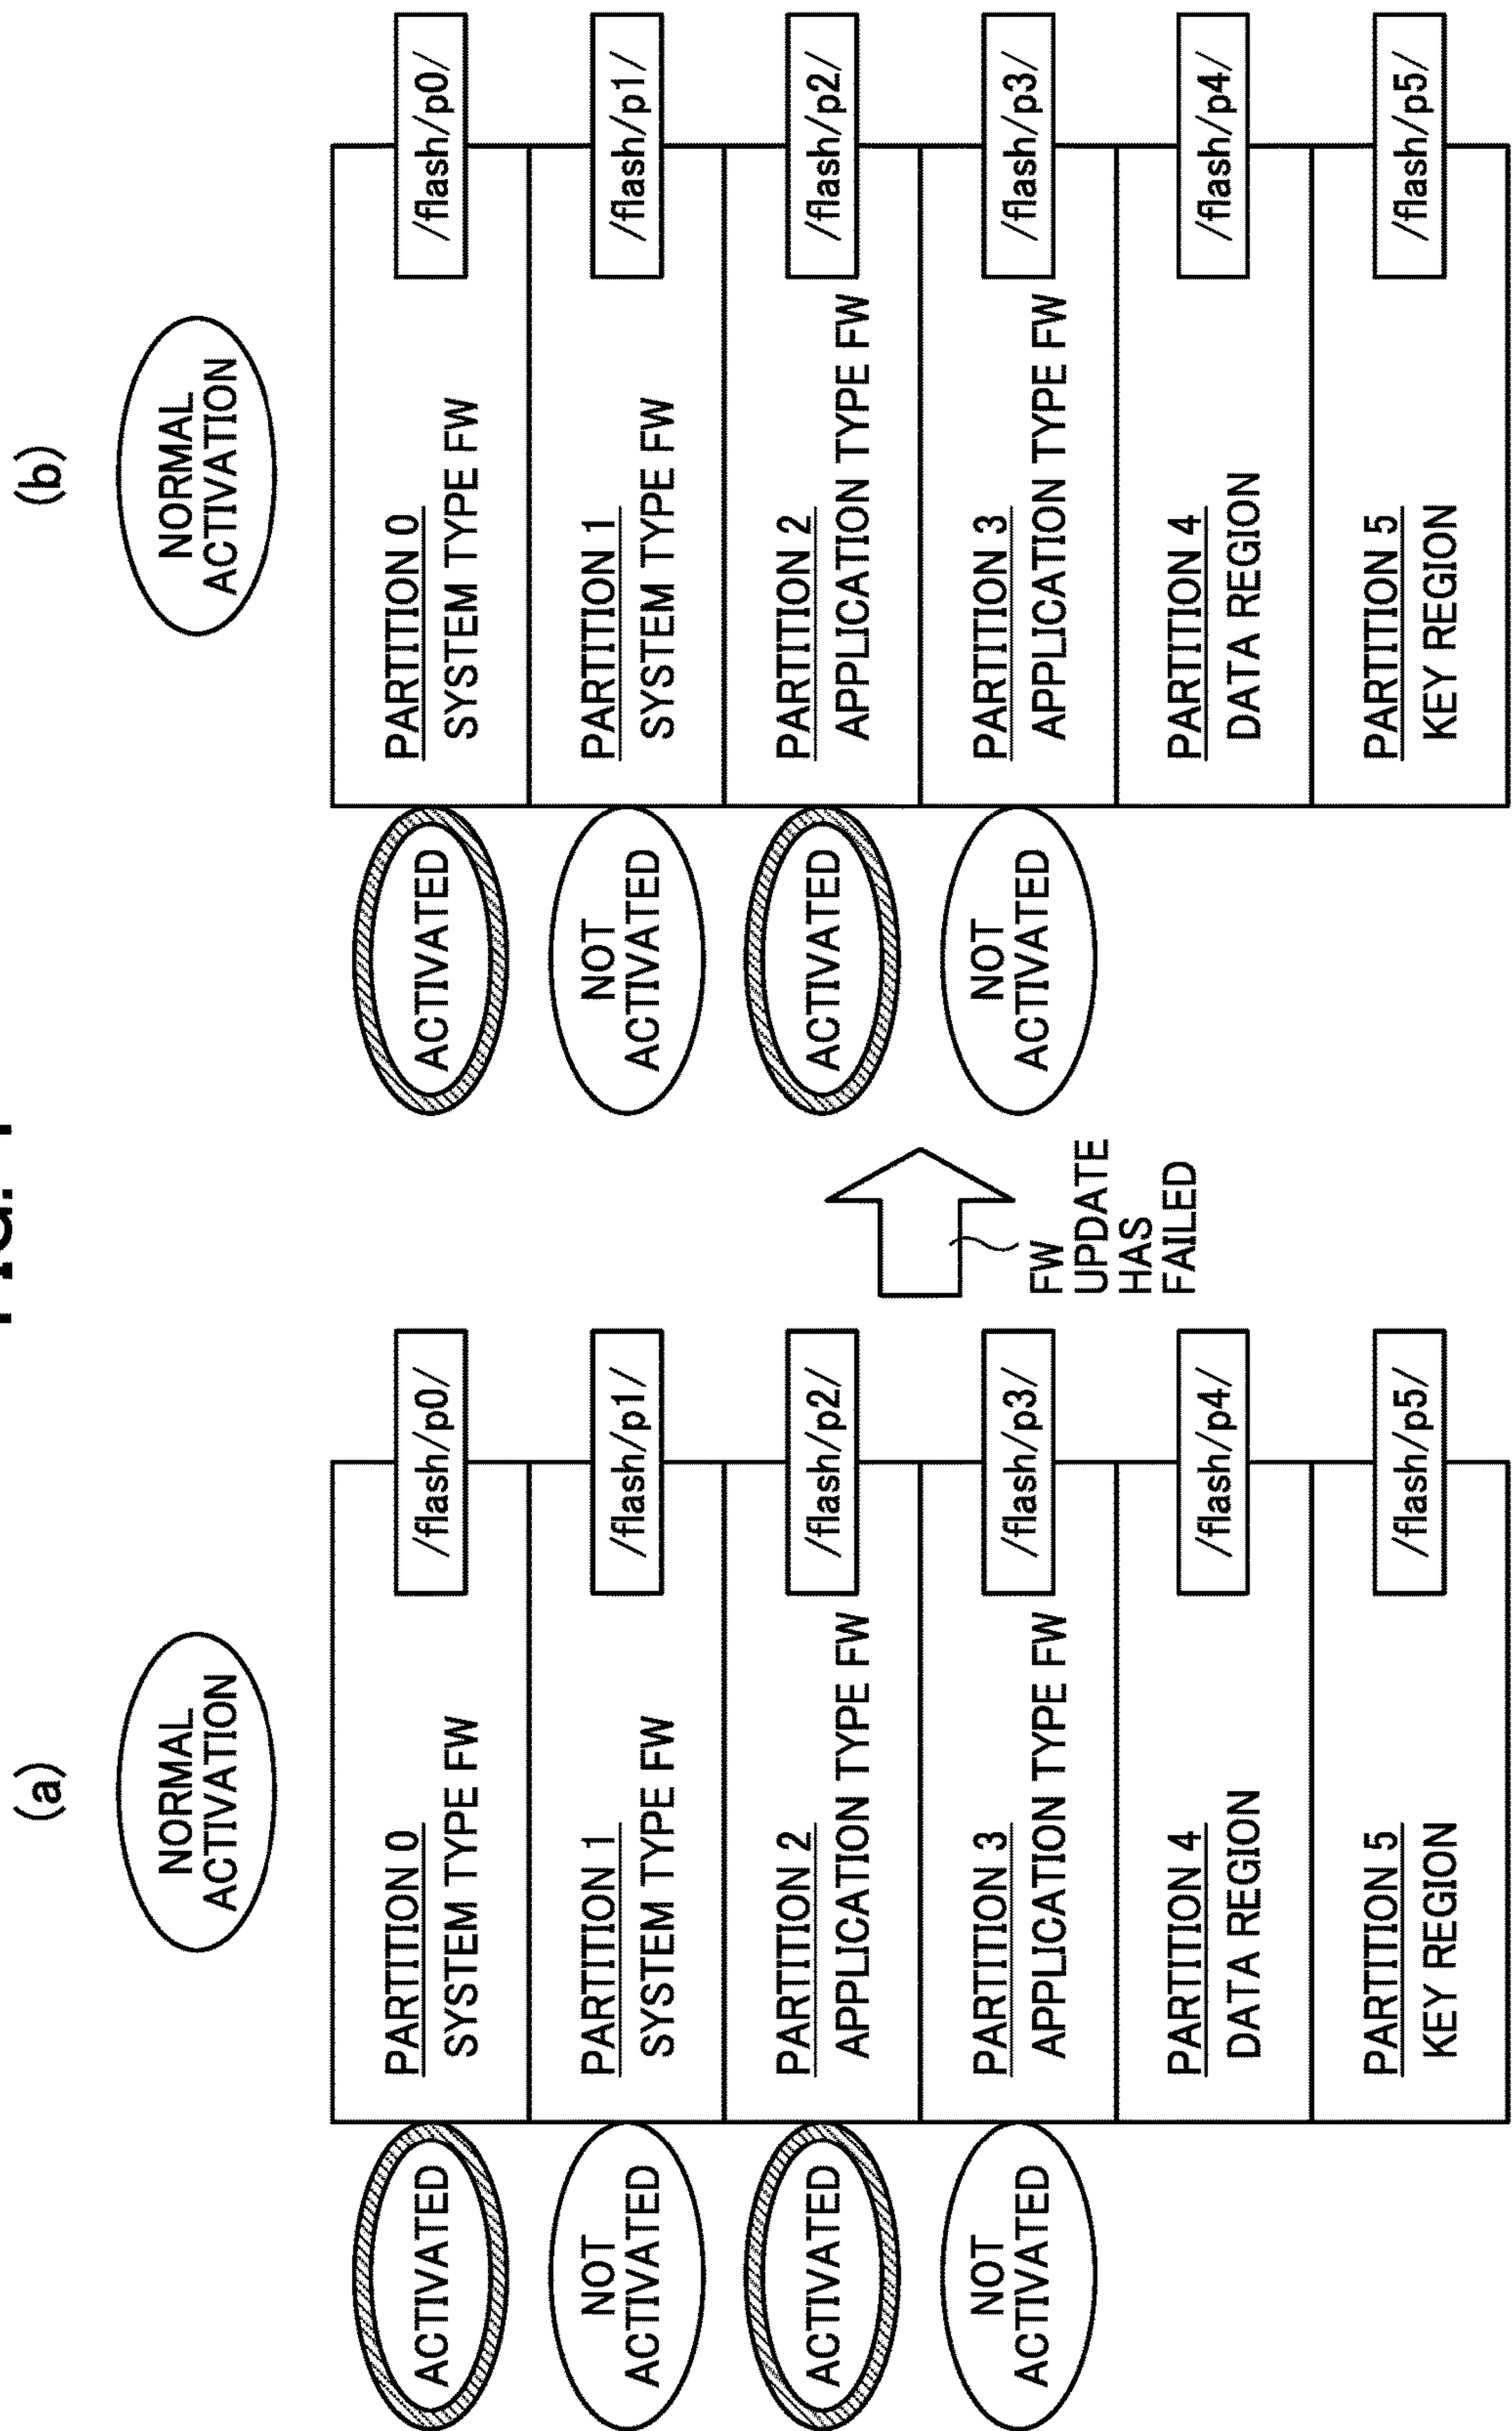 (a)
NORMAL
ACTIVATION
ACTIVATED
PARTITION 0
SYSTEM TYPE FW
/flash/p0/
NOT
ACTIVATED
PARTITION 1
SYSTEM TYPE FW
/flash/p1/
ACTIVATED
PARTITION 2
APPLICATION TYPE FW
/flash/p2/
NOT
ACTIVATED
PARTITION 3
APPLICATION TYPE FW
/flash/p3/
PARTITION 4
DATA REGION
/flash/p4/
PARTITION 5
KEY REGION
/flash/p5/
FW
UPDATE
HAS
FAILED
(b)
NORMAL
ACTIVATION
ACTIVATED
PARTITION 0
SYSTEM TYPE FW
/flash/p0/
NOT
ACTIVATED
PARTITION 1
SYSTEM TYPE FW
/flash/p1/
ACTIVATED
PARTITION 2
APPLICATION TYPE FW
/flash/p2/
NOT
ACTIVATED
PARTITION 3
APPLICATION TYPE FW
/flash/p3/
PARTITION 4
DATA REGION
/flash/p4/
PARTITION 5
KEY REGION
/flash/p5/